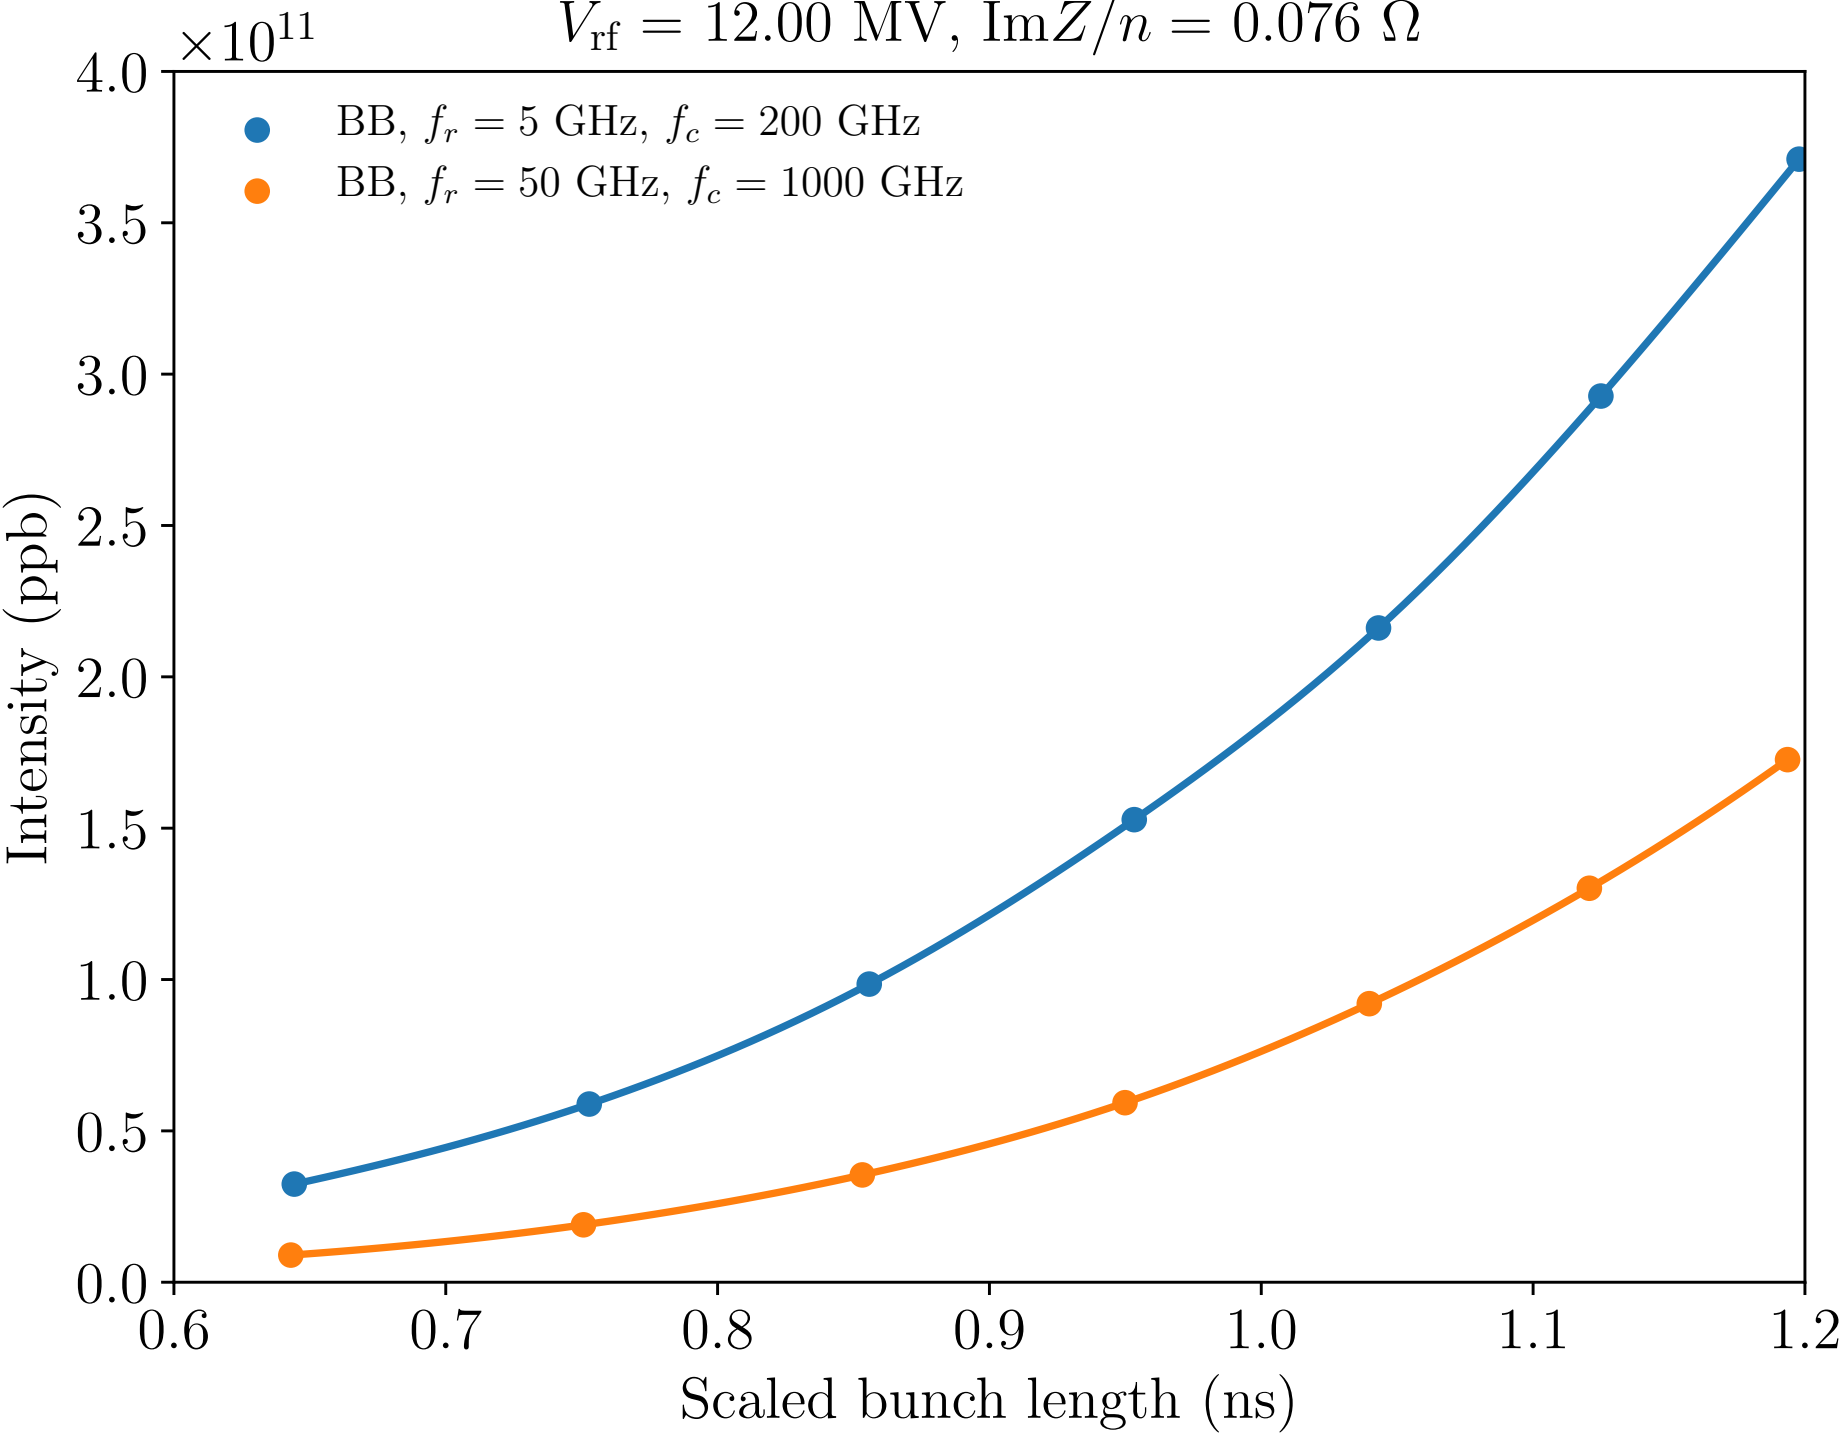 V_rf = 12.00 MV, ImZ/n = 0.076 Ω
×10^11
BB, f_r = 5 GHz, f_c = 200 GHz
BB, f_r = 50 GHz, f_c = 1000 GHz
4.0
3.5
3.0
2.5
2.0
1.5
1.0
0.5
0.0
Intensity (ppb)
0.6 0.7 0.8 0.9 1.0 1.1 1.2
Scaled bunch length (ns)